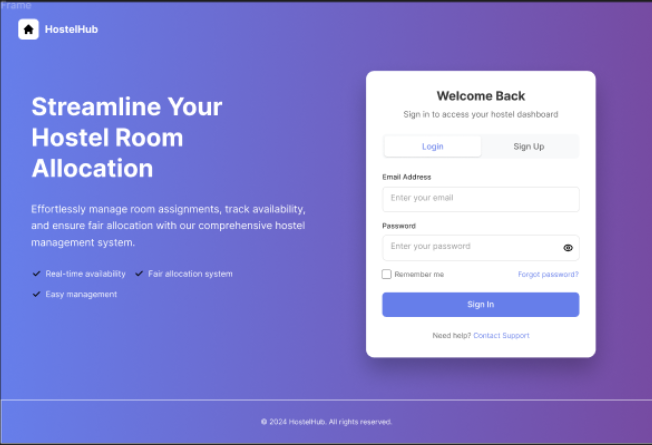 Frame
HostelHub
Streamline Your
Hostel Room
Allocation
Effortlessly manage room assignments, track availability,
and ensure fair allocation with our comprehensive hostel
management system.
Real-time availability
Fair allocation system
Easy management
Welcome Back
Sign in to access your hostel dashboard
Login
Sign Up
Email Address
Enter your email
Password
Enter your password
Remember me
Forgot password?
Sign In
Need help? Contact Support
© 2024 HostelHub. All rights reserved.